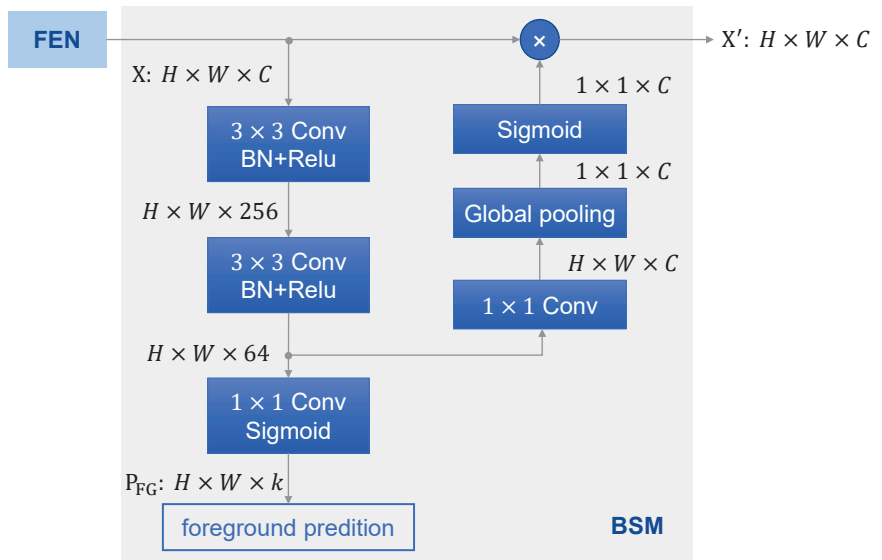 FEN
×
X′: H × W × C
X: H × W × C
1 × 1 × C
3 × 3 Conv
BN+Relu
Sigmoid
1 × 1 × C
H × W × 256
Global pooling
3 × 3 Conv
BN+Relu
H × W × C
1 × 1 Conv
H × W × 64
1 × 1 Conv
Sigmoid
P_FG: H × W × k
foreground predition
BSM